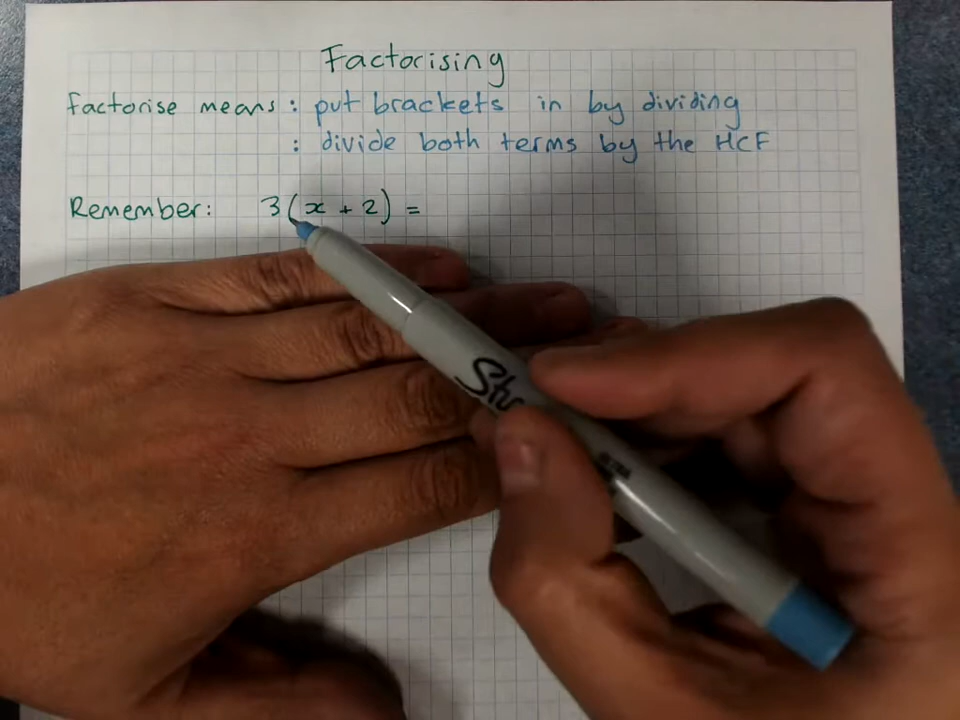 Factorising
Factorise means : put brackets in by dividing
: divide both terms by the HCF
Remember: 3(x + 2) =